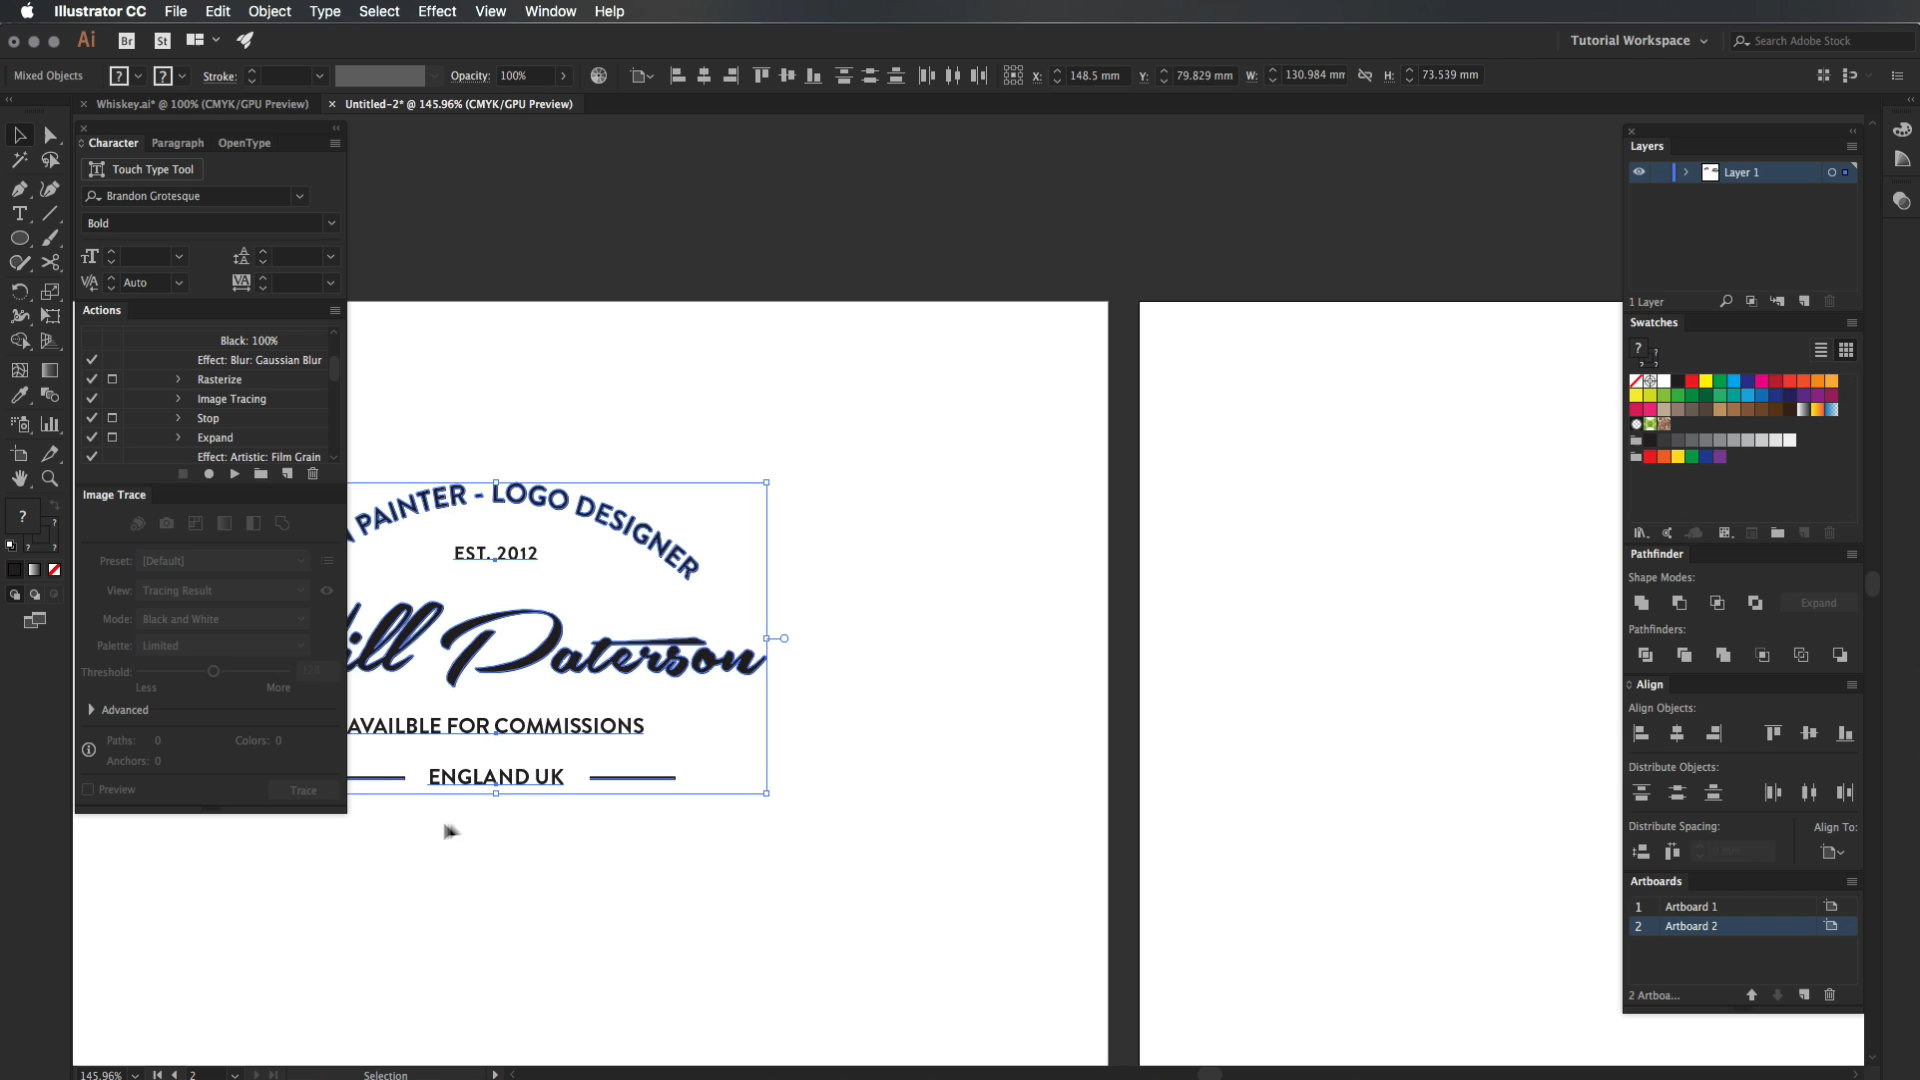 Illustrator CC File Edit Object Type Select Effect View Window Help
Ai Br St Tutorial Workspace Search Adobe Stock
Mixed Objects ? ? Stroke: Opacity: 100% X: 148.5 mm Y: 79.829 mm W: 130.984 mm H: 73.539 mm
Whiskey.ai* @ 100% (CMYK/GPU Preview) Untitled-2* @ 145.96% (CMYK/GPU Preview)
Character Paragraph OpenType
Touch Type Tool
Brandon Grotesque
Bold
Auto
Actions
Black: 100%
Effect: Blur: Gaussian Blur
Rasterize
Image Tracing
Stop
Expand
Effect: Artistic: Film Grain
Image Trace
Preset: [Default]
View: Tracing Result
Mode: Black and White
Palette: Limited
Threshold:
Less More
Advanced
Paths: 0 Colors: 0
Anchors: 0
Preview Trace
PAINTER - LOGO DESIGNER
EST. 2012
ill Paterson
AVAILBLE FOR COMMISSIONS
ENGLAND UK
Layers
Layer 1
1 Layer
Swatches
Pathfinder
Shape Modes:
Expand
Pathfinders:
Align
Align Objects:
Distribute Objects:
Distribute Spacing: Align To:
0 mm
Artboards
1 Artboard 1
2 Artboard 2
2 Artboa...
145.96% 2 Selection